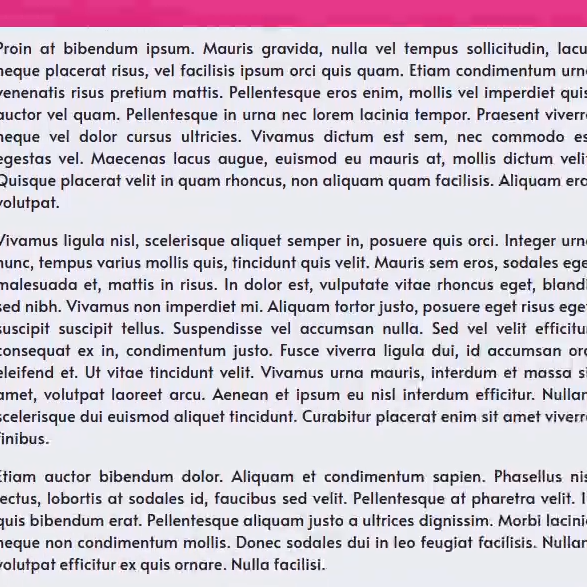 Proin at bibendum ipsum. Mauris gravida, nulla vel tempus sollicitudin, lacu
neque placerat risus, vel facilisis ipsum orci quis quam. Etiam condimentum urn
venenatis risus pretium mattis. Pellentesque eros enim, mollis vel imperdiet quis
auctor vel quam. Pellentesque in urna nec lorem lacinia tempor. Praesent viverr
neque vel dolor cursus ultricies. Vivamus dictum est sem, nec commodo es
egestas vel. Maecenas lacus augue, euismod eu mauris at, mollis dictum veli
Quisque placerat velit in quam rhoncus, non aliquam quam facilisis. Aliquam era
volutpat.
Vivamus ligula nisl, scelerisque aliquet semper in, posuere quis orci. Integer urn
nunc, tempus varius mollis quis, tincidunt quis velit. Mauris sem eros, sodales ege
malesuada et, mattis in risus. In dolor est, vulputate vitae rhoncus eget, blandi
sed nibh. Vivamus non imperdiet mi. Aliquam tortor justo, posuere eget risus ege
suscipit suscipit tellus. Suspendisse vel accumsan nulla. Sed vel velit efficitu
consequat ex in, condimentum justo. Fusce viverra ligula dui, id accumsan orc
eleifend et. Ut vitae tincidunt velit. Vivamus urna mauris, interdum et massa si
amet, volutpat laoreet arcu. Aenean et ipsum eu nisl interdum efficitur. Nullam
scelerisque dui euismod aliquet tincidunt. Curabitur placerat enim sit amet viverr
finibus.
Etiam auctor bibendum dolor. Aliquam et condimentum sapien. Phasellus nis
lectus, lobortis at sodales id, faucibus sed velit. Pellentesque at pharetra velit. I
quis bibendum erat. Pellentesque aliquam justo a ultrices dignissim. Morbi lacini
neque non condimentum mollis. Donec sodales dui in leo feugiat facilisis. Nullam
volutpat efficitur ex quis ornare. Nulla facilisi.